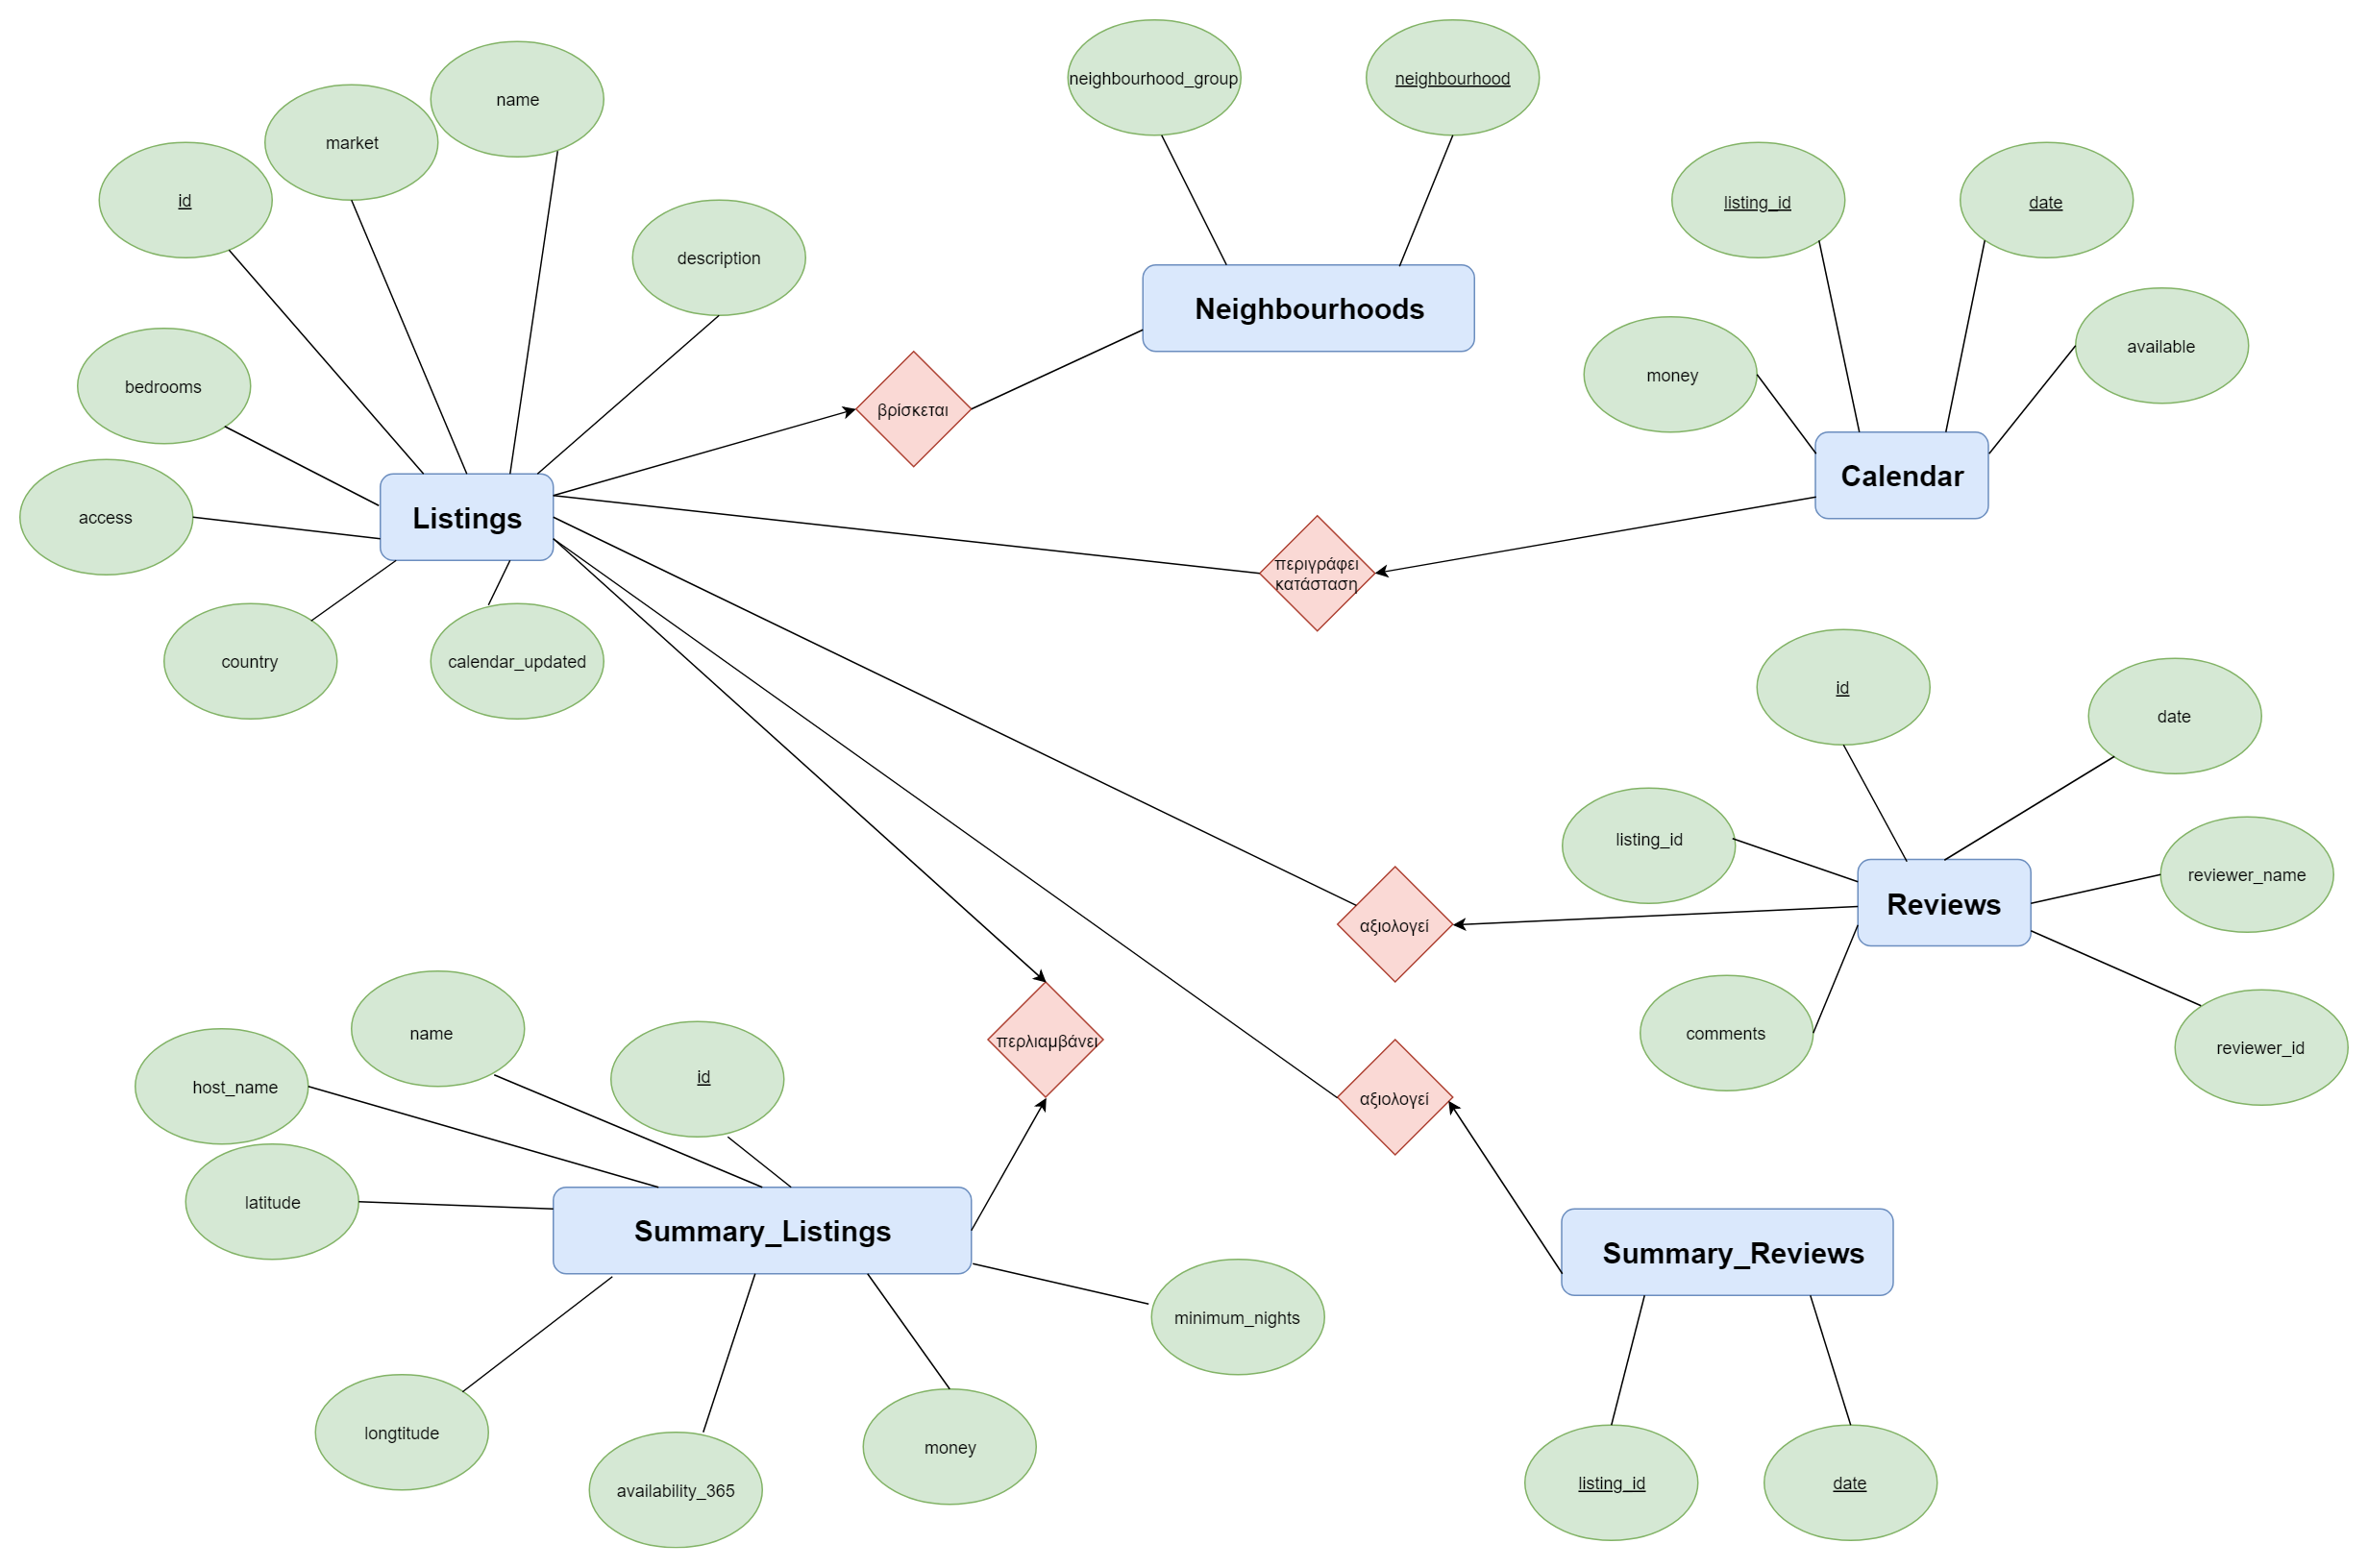 neighbourhood_group
neighbourhood
name
market
id
listing_id
date
description
Neighbourhoods
available
money
bedrooms
βρίσκεται
Calendar
access
Listings
περιγράφει
κατάσταση
country
calendar_updated
id
date
listing_id
reviewer_name
Reviews
αξιολογεί
name
comments
περλιαμβάνει
reviewer_id
id
host_name
αξιολογεί
latitude
Summary_Listings
Summary_Reviews
minimum_nights
longtitude
money
availability_365
listing_id
date